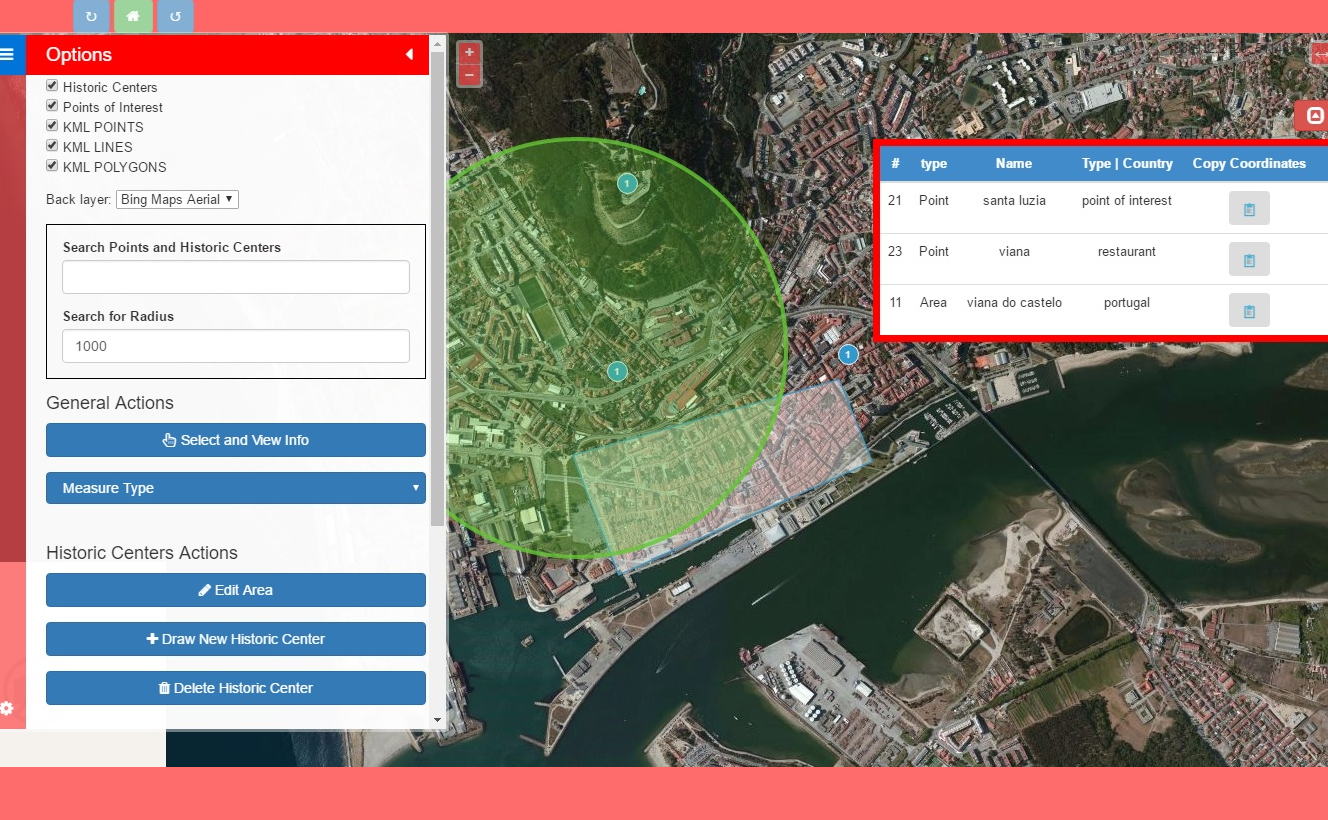 Options
Historic Centers
Points of Interest
KML POINTS
KML LINES
KML POLYGONS
Back layer: Bing Maps Aerial
Search Points and Historic Centers
Search for Radius
1000
General Actions
Select and View Info
Measure Type
Historic Centers Actions
Edit Area
Draw New Historic Center
Delete Historic Center
+
−
1
1
1
# type Name Type | Country Copy Coordinates
21 Point santa luzia point of interest
23 Point viana restaurant
11 Area viana do castelo portugal